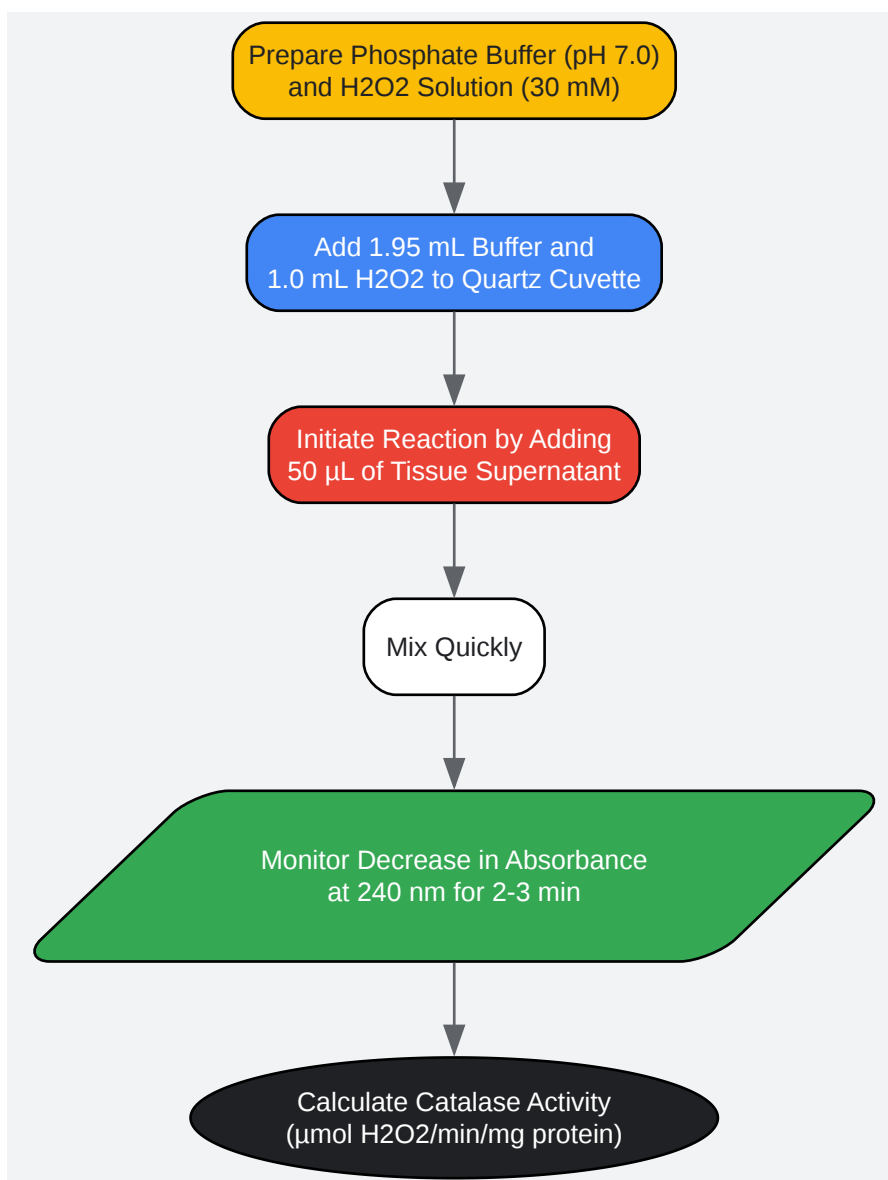 Prepare Phosphate Buffer (pH 7.0)
and H2O2 Solution (30 mM)
Add 1.95 mL Buffer and
1.0 mL H2O2 to Quartz Cuvette
Initiate Reaction by Adding
50 µL of Tissue Supernatant
Mix Quickly
Monitor Decrease in Absorbance
at 240 nm for 2-3 min
Calculate Catalase Activity
(µmol H2O2/min/mg protein)